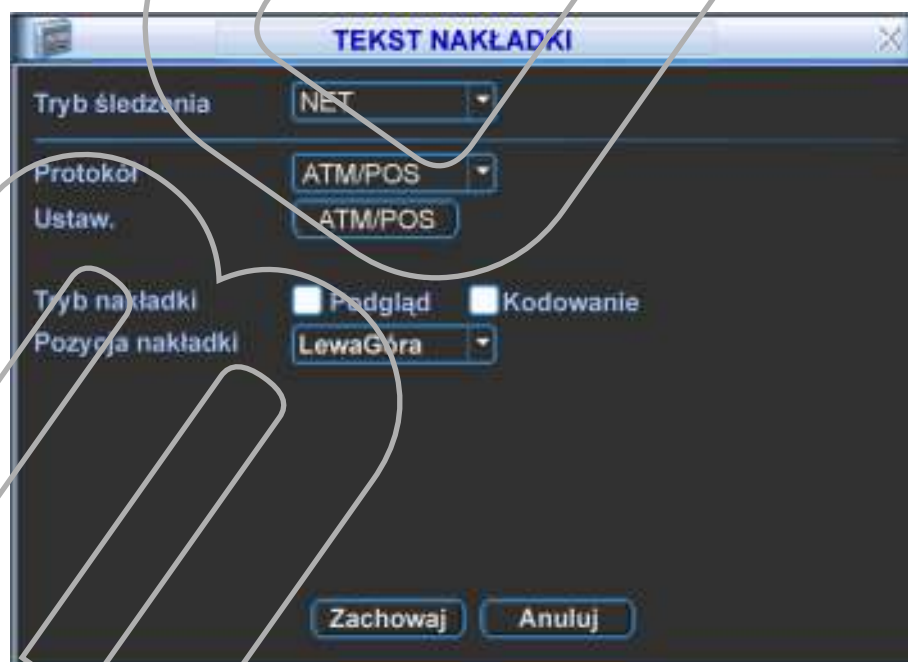 TEKST NAKŁADKI
Tryb śledzenia NET
Protokół ATM/POS
Ustaw. ATM/POS
Tryb nakładki Podgląd Kodowanie
Pozycja nakładki LewaGóra
Zachowaj Anuluj